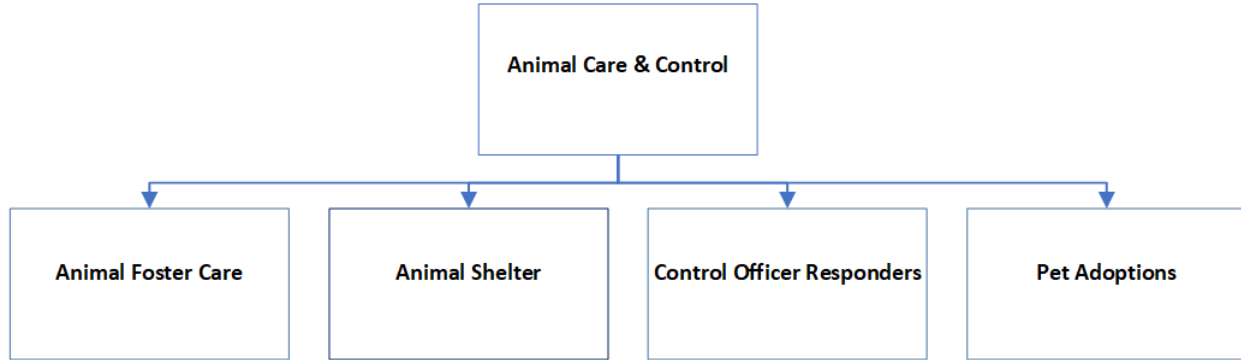 Animal Care & Control
Animal Foster Care
Animal Shelter
Control Officer Responders
Pet Adoptions